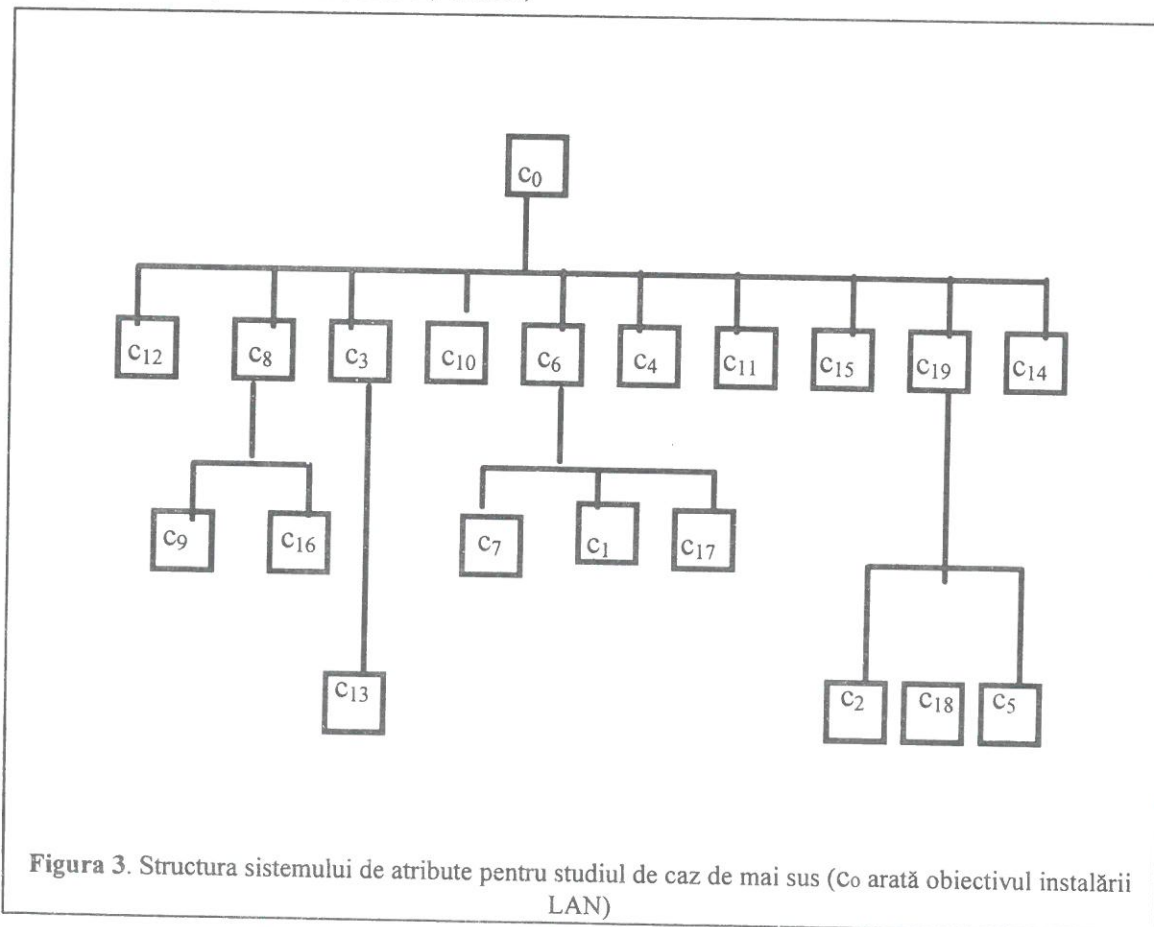 c0
c12 c8 c3 c10 c6 c4 c11 c15 c19 c14
c9 c16 c7 c1 c17
c13 c2 c18 c5
Figura 3. Structura sistemului de atribute pentru studiul de caz de mai sus (co arată obiectivul instalării
LAN)